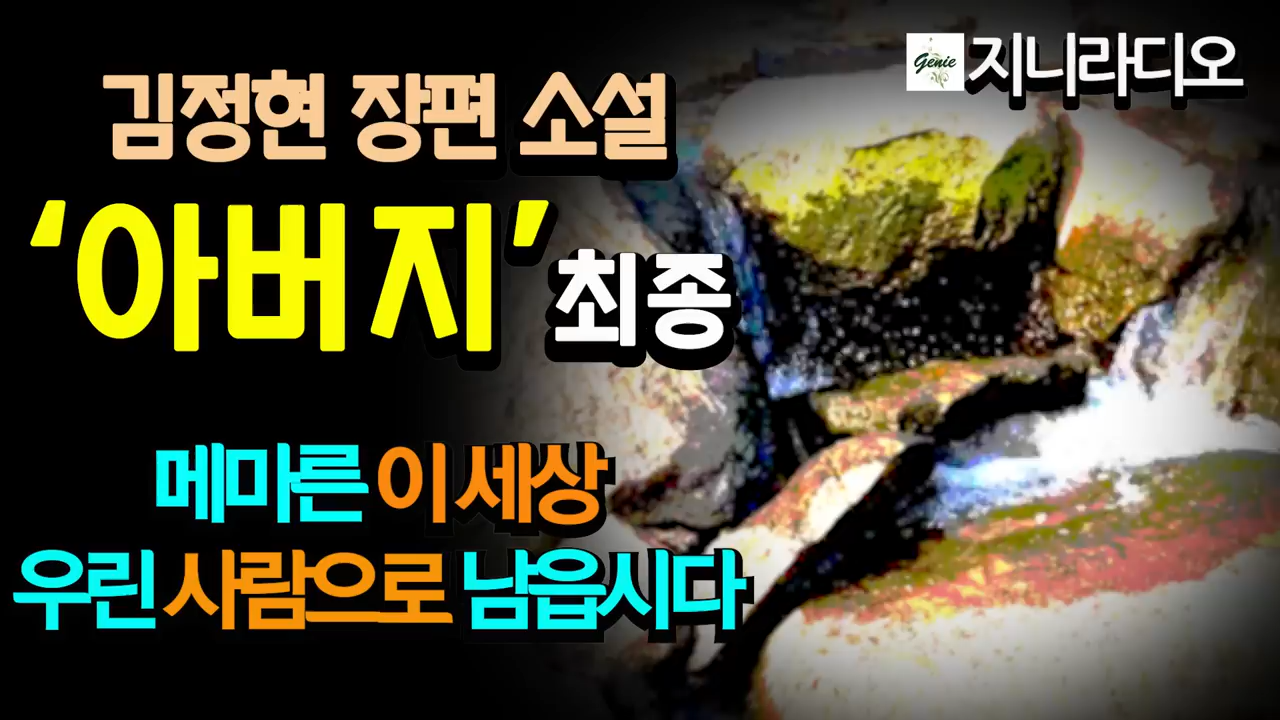 Genie 지니라디오
김정현 장편 소설
‘아버지’ 최종
메마른 이 세상
우린 사람으로 남읍시다